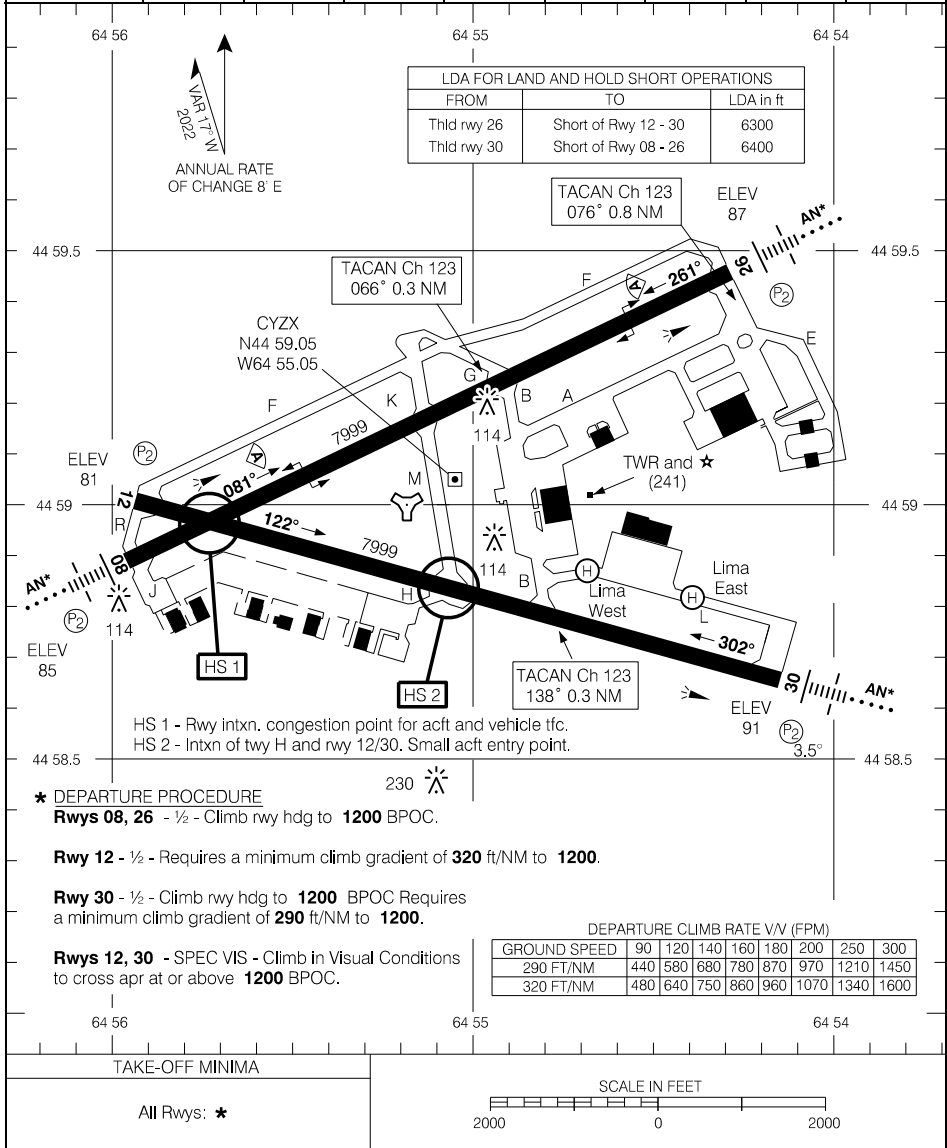 64 56
64 55
64 54
VAR 17° W
2022
ANNUAL RATE
OF CHANGE 8' E
LDA FOR LAND AND HOLD SHORT OPERATIONS
FROM TO LDA in ft
Thld rwy 26 Short of Rwy 12 - 30 6300
Thld rwy 30 Short of Rwy 08 - 26 6400
TACAN Ch 123
076° 0.8 NM
ELEV
87
AN*
44 59.5
44 59.5
26
TACAN Ch 123
066° 0.3 NM
F
A
261°
P2
CYZX
N44 59.05
W64 55.05
E
G
F
K
B
A
7999
114
ELEV
81
P2
A
081°
TWR and ☆
(241)
M
44 59
12
44 59
R
122°
7999
114
08
AN*
J
H
B
H
Lima
West
H
Lima
East
L
P2
114
302°
ELEV
85
HS 1
HS 2
TACAN Ch 123
138° 0.3 NM
30
AN*
ELEV
91
P2
3.5°
HS 1 - Rwy intxn. congestion point for acft and vehicle tfc.
HS 2 - Intxn of twy H and rwy 12/30. Small acft entry point.
44 58.5
44 58.5
230
* DEPARTURE PROCEDURE
Rwys 08, 26 - ½ - Climb rwy hdg to 1200 BPOC.
Rwy 12 - ½ - Requires a minimum climb gradient of 320 ft/NM to 1200.
Rwy 30 - ½ - Climb rwy hdg to 1200 BPOC Requires
a minimum climb gradient of 290 ft/NM to 1200.
Rwys 12, 30 - SPEC VIS - Climb in Visual Conditions
to cross apr at or above 1200 BPOC.
DEPARTURE CLIMB RATE V/V (FPM)
GROUND SPEED 90 120 140 160 180 200 250 300
290 FT/NM 440 580 680 780 870 970 1210 1450
320 FT/NM 480 640 750 860 960 1070 1340 1600
64 56
64 55
64 54
TAKE-OFF MINIMA
All Rwys: *
SCALE IN FEET
2000 0 2000